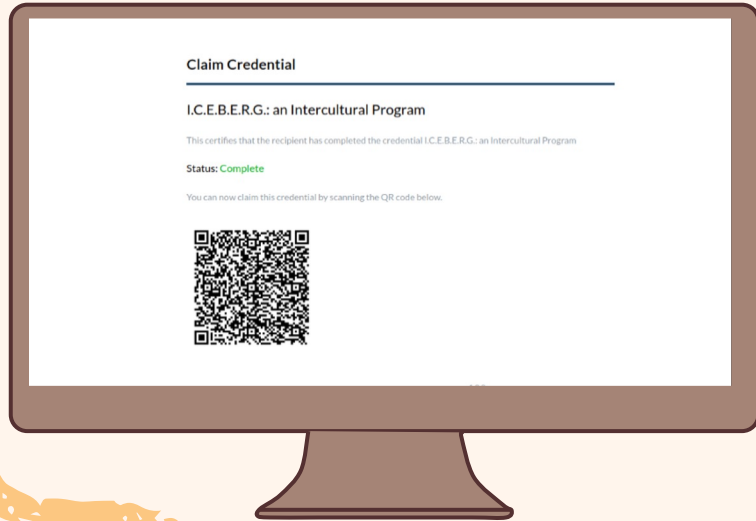 Claim Credential
I.C.E.B.E.R.G.: an Intercultural Program
This certifies that the recipient has completed the credential I.C.E.B.E.R.G.: an Intercultural Program
Status: Complete
You can now claim this credential by scanning the QR code below.